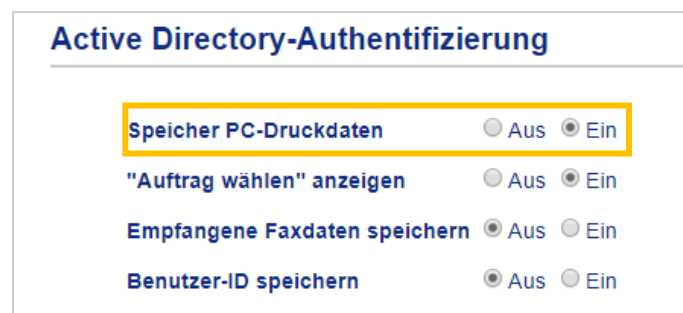 Active Directory-Authentifizierung
Speicher PC-Druckdaten Aus Ein
"Auftrag wählen" anzeigen Aus Ein
Empfangene Faxdaten speichern Aus Ein
Benutzer-ID speichern Aus Ein